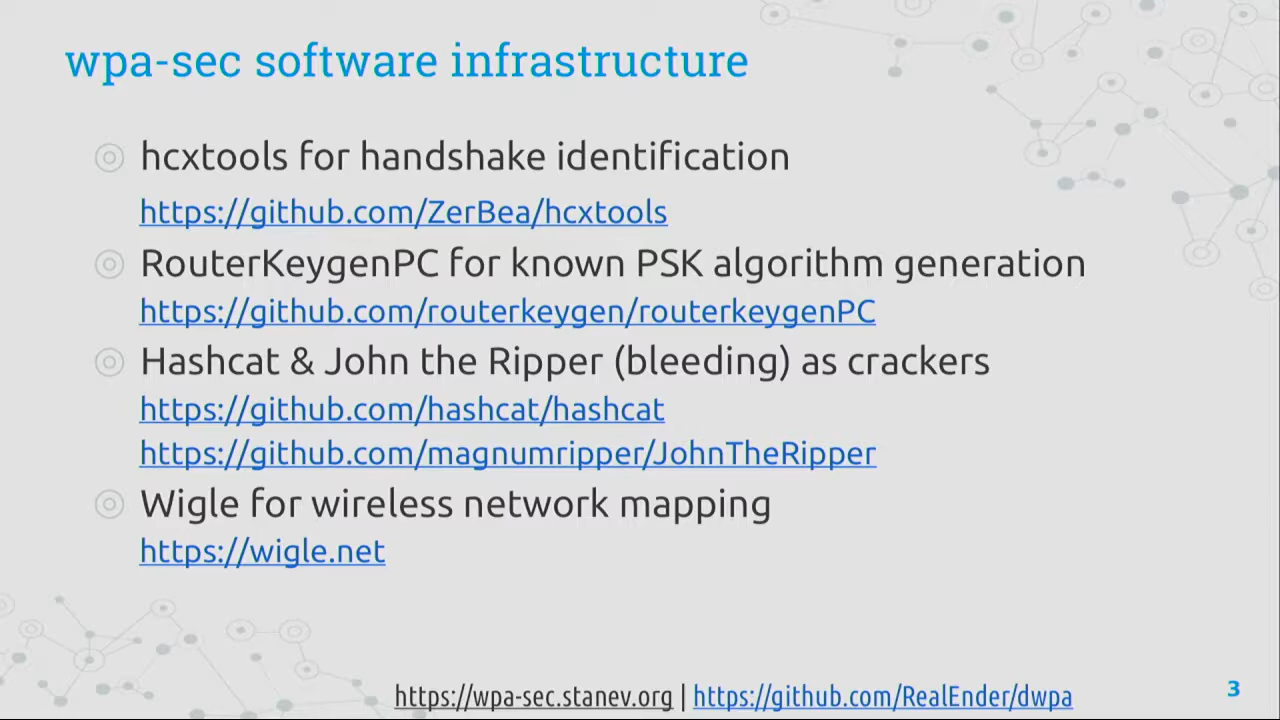 wpa-sec software infrastructure
hcxtools for handshake identification
https://github.com/ZerBea/hcxtools
RouterKeygenPC for known PSK algorithm generation
https://github.com/routerkeygen/routerkeygenPC
Hashcat & John the Ripper (bleeding) as crackers
https://github.com/hashcat/hashcat
https://github.com/magnumripper/JohnTheRipper
Wigle for wireless network mapping
https://wigle.net
https://wpa-sec.stanev.org | https://github.com/RealEnder/dwpa
3